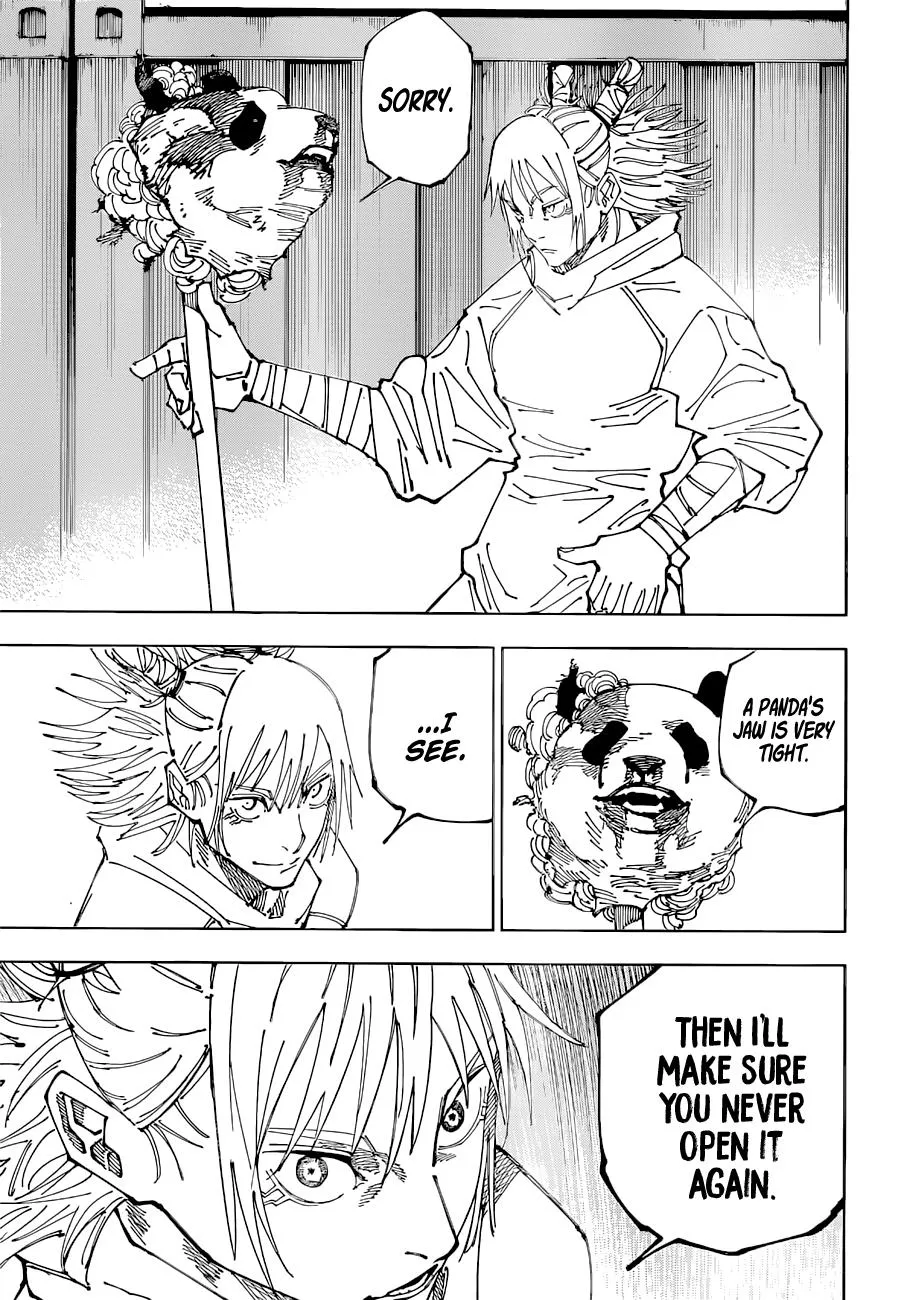 SORRY.
A PANDA'S
JAW IS VERY
TIGHT.
...I
SEE.
THEN I'LL
MAKE SURE
YOU NEVER
OPEN IT
AGAIN.